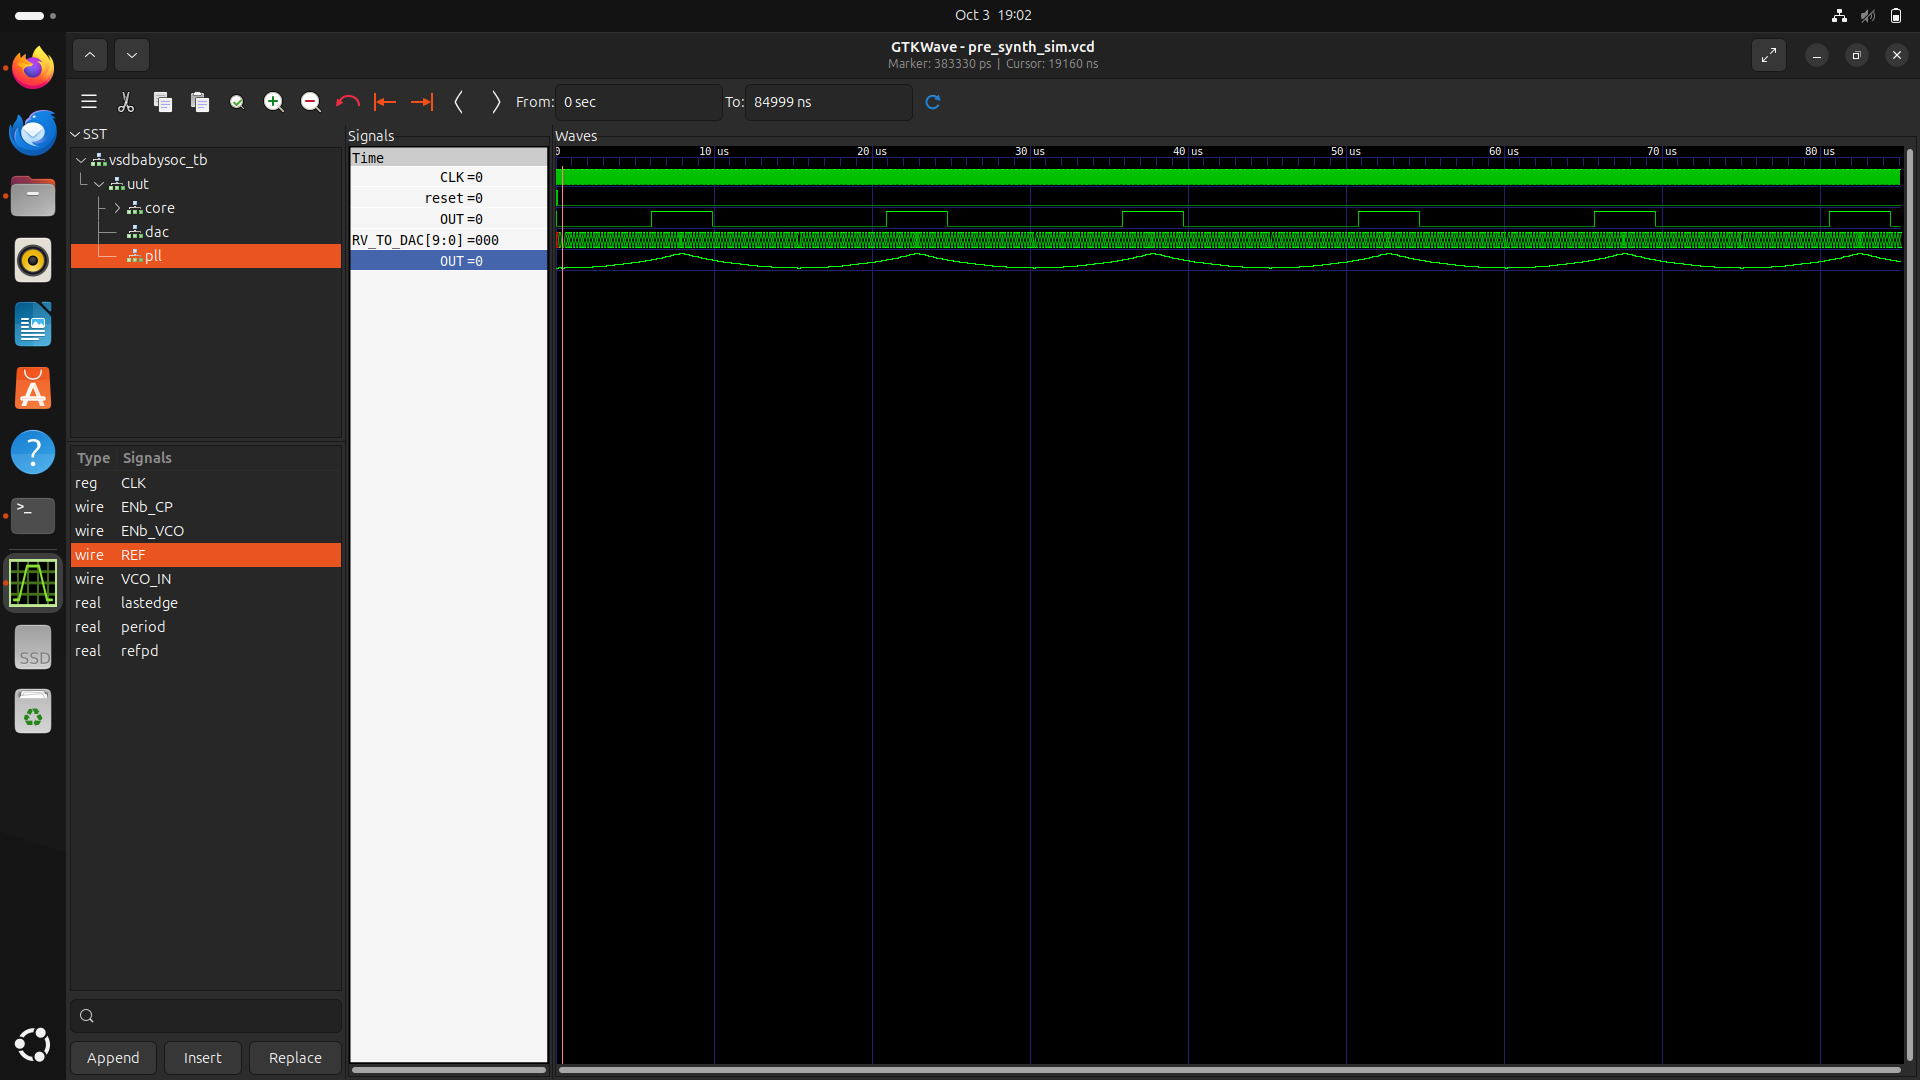 Oct 3 19:02
GTKWave - pre_synth_sim.vcd
Marker: 383330 ps | Cursor: 19160 ns
From: 0 sec To: 84999 ns
SST
vsdbabysoc_tb
uut
core
dac
pll
Type Signals
reg CLK
wire ENb_CP
wire ENb_VCO
wire REF
wire VCO_IN
real lastedge
real period
real refpd
Append Insert Replace
Signals
Time
CLK =0
reset =0
OUT =0
RV_TO_DAC[9:0] =000
OUT =0
Waves
0 10 us 20 us 30 us 40 us 50 us 60 us 70 us 80 us
>_
SSD